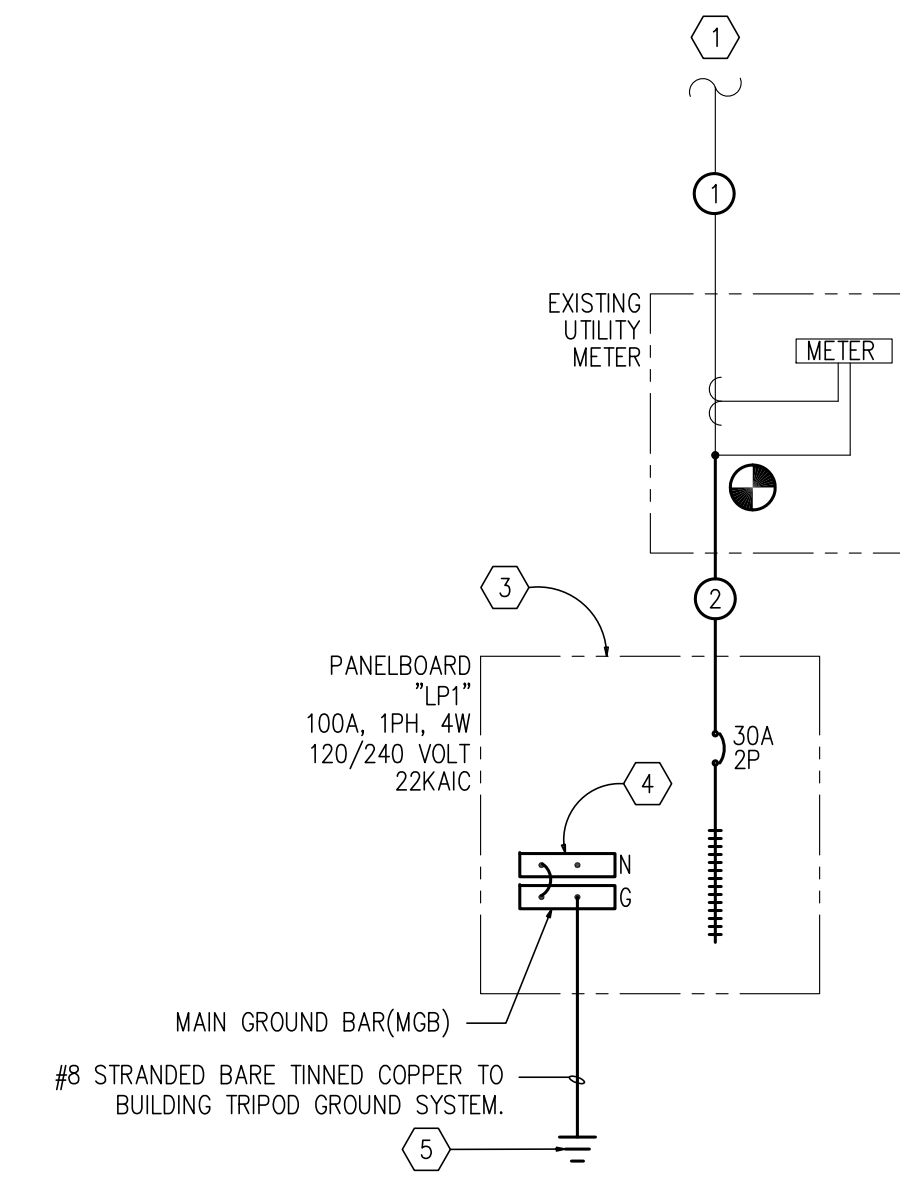 1
1
EXISTING
UTILITY
METER
METER
3
2
PANELBOARD
"LP1"
100A, 1PH, 4W
120/240 VOLT
22KAIC
30A
2P
4
N
G
MAIN GROUND BAR(MGB)
#8 STRANDED BARE TINNED COPPER TO
BUILDING TRIPOD GROUND SYSTEM.
5